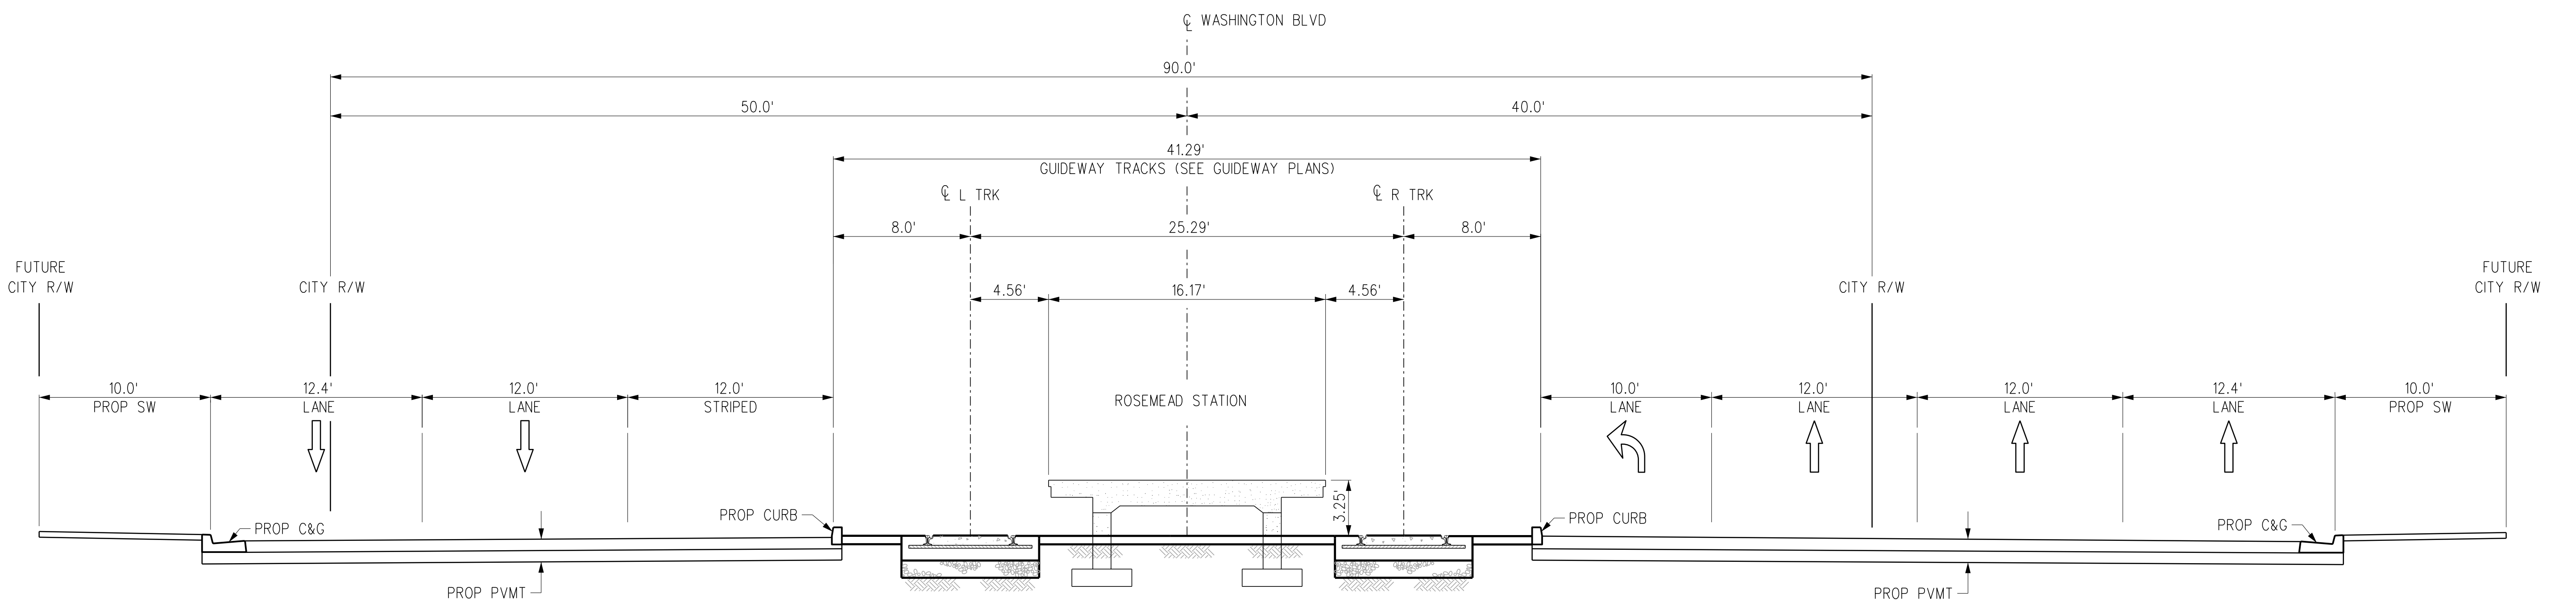 ℄ WASHINGTON BLVD
90.0'
50.0' 40.0'
41.29'
GUIDEWAY TRACKS (SEE GUIDEWAY PLANS)
℄ L TRK ℄ R TRK
8.0' 25.29' 8.0'
FUTURE
CITY R/W
CITY R/W
CITY R/W
FUTURE
CITY R/W
4.56' 16.17' 4.56'
10.0'
PROP SW
12.4'
LANE
12.0'
LANE
12.0'
STRIPED
ROSEMEAD STATION
10.0'
LANE
12.0'
LANE
12.0'
LANE
12.4'
LANE
10.0'
PROP SW
3.25'
PROP C&G
PROP CURB
PROP CURB
PROP C&G
PROP PVMT
PROP PVMT